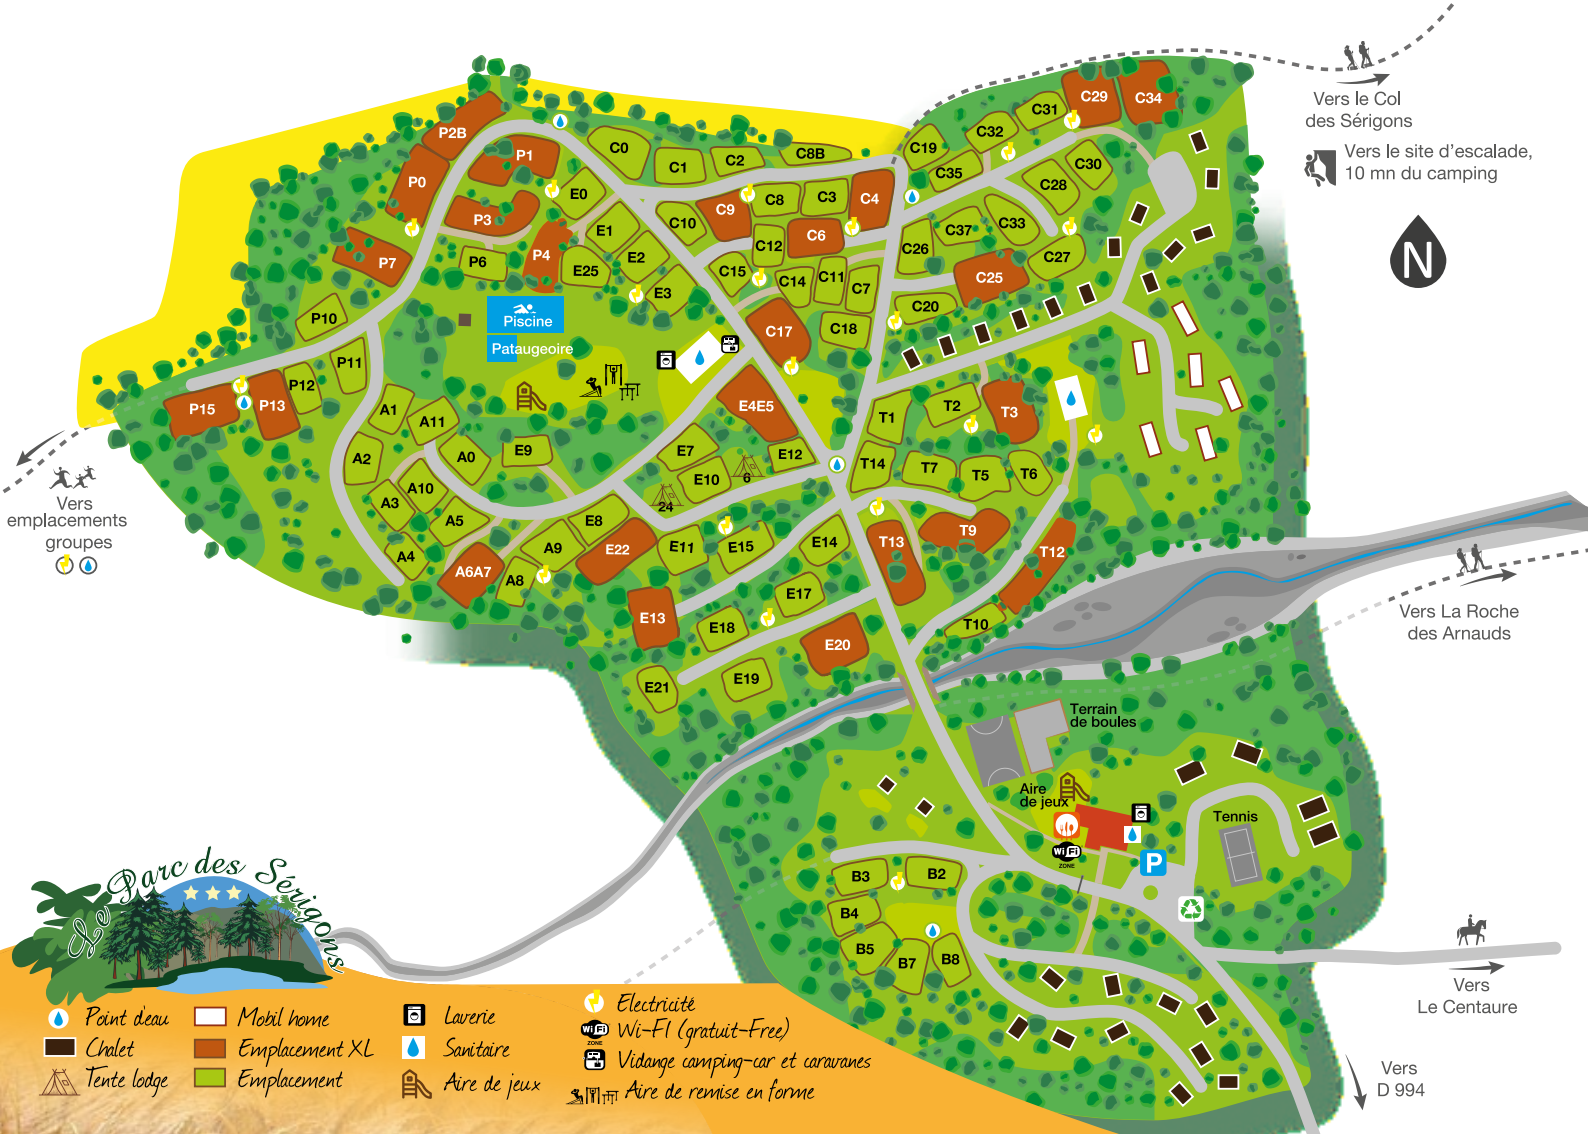 Vers le Col
des Sérigons
Vers le site d'escalade,
10 mn du camping
N
C29
C34
C31
C32
C19
C35
C30
C28
C33
C37
C26
C27
C25
C20
P2B
P1
P0
P3
P7
P6
P4
P10
P11
P12
P13
P15
C0
C1
C2
C8B
E0
E1
E2
E25
E3
C10
C9
C8
C3
C4
C6
C12
C15
C14
C11
C7
C17
C18
Piscine
Pataugeoire
A1
A11
A2
A0
A10
A3
A5
A4
A6A7
A8
A9
E9
E8
E22
E4E5
E7
E10
E12
6
24
E11
E15
E14
E13
E17
E18
E20
E19
E21
T1
T2
T3
T14
T7
T5
T6
T9
T13
T12
T10
Vers
emplacements
groupes
Vers La Roche
des Arnauds
Terrain
de boules
Aire
de jeux
WiFi
ZONE
P
Tennis
B3
B2
B4
B5
B7
B8
Vers
Le Centaure
Vers
D 994
Le Parc des Sérigons
Point d'eau
Chalet
Tente lodge
Mobil home
Emplacement XL
Emplacement
Laverie
Sanitaire
Aire de jeux
Electricité
WiFi
ZONE
Wi-FI (gratuit-Free)
Vidange camping-car et caravanes
Aire de remise en forme